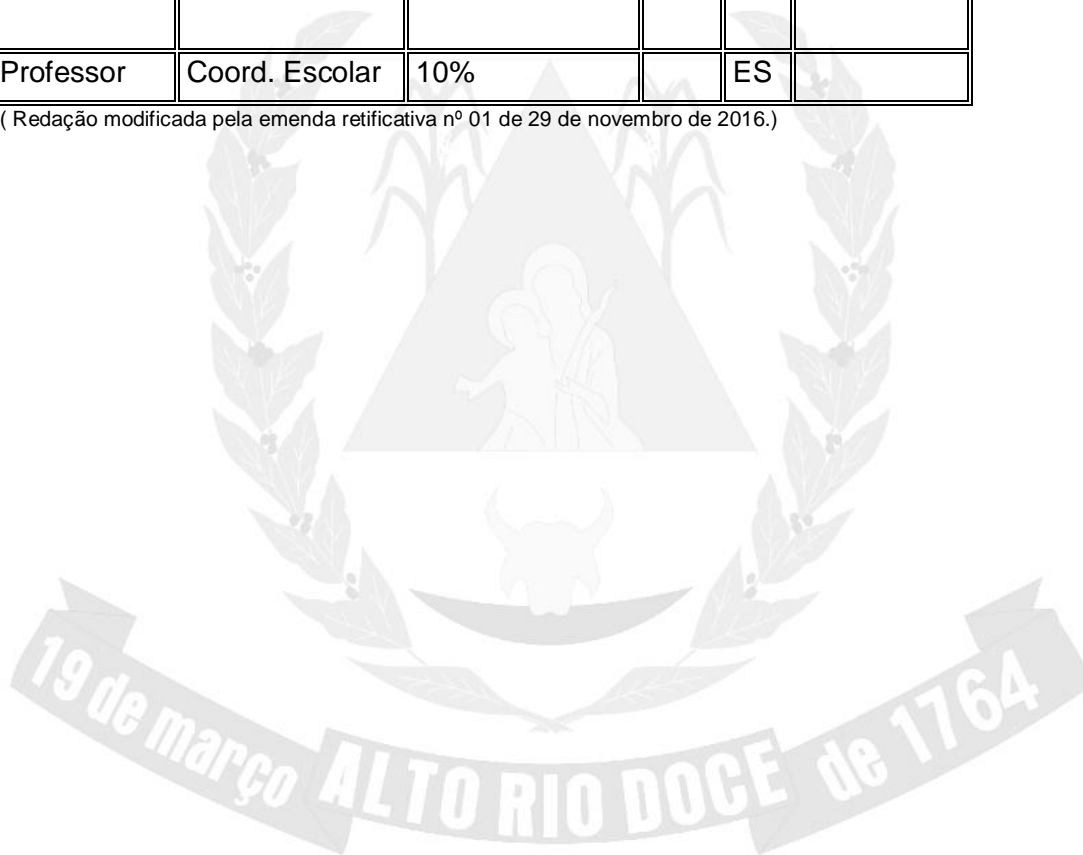 Professor Coord. Escolar 10% ES
( Redação modificada pela emenda retificativa nº 01 de 29 de novembro de 2016.)
19 de março ALTO RIO DOCE de 1764